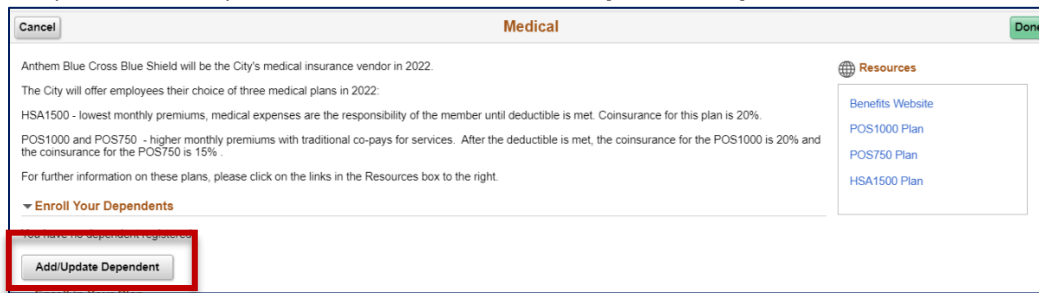 Cancel
Medical
Done
Anthem Blue Cross Blue Shield will be the City's medical insurance vendor in 2022.
The City will offer employees their choice of three medical plans in 2022:
HSA1500 - lowest monthly premiums, medical expenses are the responsibility of the member until deductible is met. Coinsurance for this plan is 20%.
POS1000 and POS750 - higher monthly premiums with traditional co-pays for services. After the deductible is met, the coinsurance for the POS1000 is 20% and
the coinsurance for the POS750 is 15% .
For further information on these plans, please click on the links in the Resources box to the right.
Enroll Your Dependents
You have no dependent registered
Add/Update Dependent
Resources
Benefits Website
POS1000 Plan
POS750 Plan
HSA1500 Plan